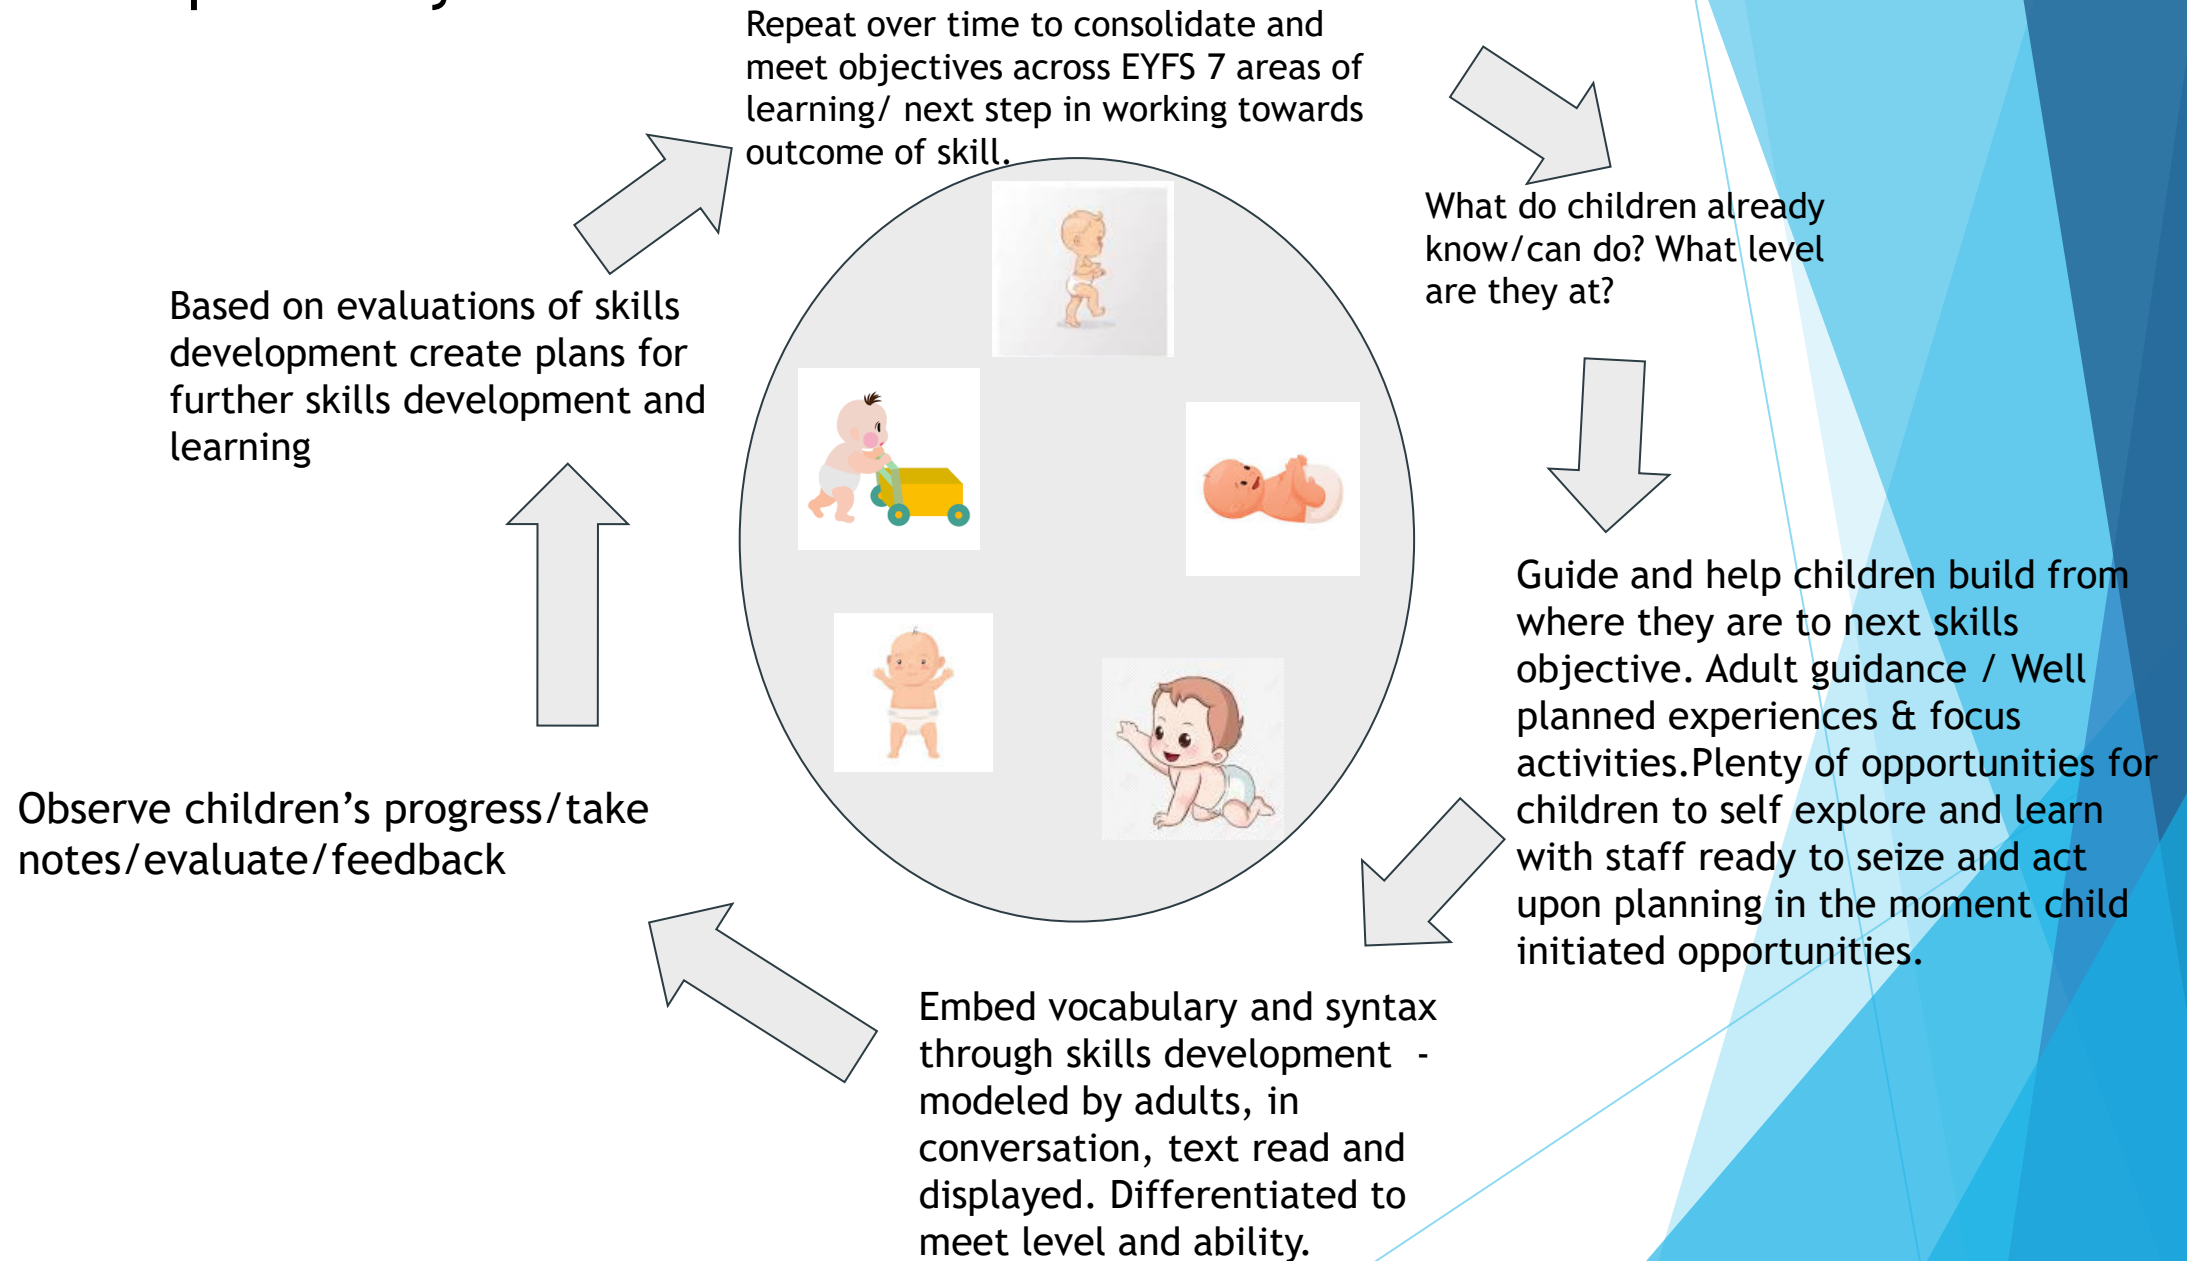 Repeat over time to consolidate and
meet objectives across EYFS 7 areas of
learning/ next step in working towards
outcome of skill.
What do children already
know/can do? What level
are they at?
Guide and help children build from
where they are to next skills
objective. Adult guidance / Well
planned experiences & focus
activities.Plenty of opportunities for
children to self explore and learn
with staff ready to seize and act
upon planning in the moment child
initiated opportunities.
Embed vocabulary and syntax
through skills development  -
modeled by adults, in
conversation, text read and
displayed. Differentiated to
meet level and ability.
Observe children’s progress/take
notes/evaluate/feedback
Based on evaluations of skills
development create plans for
further skills development and
learning